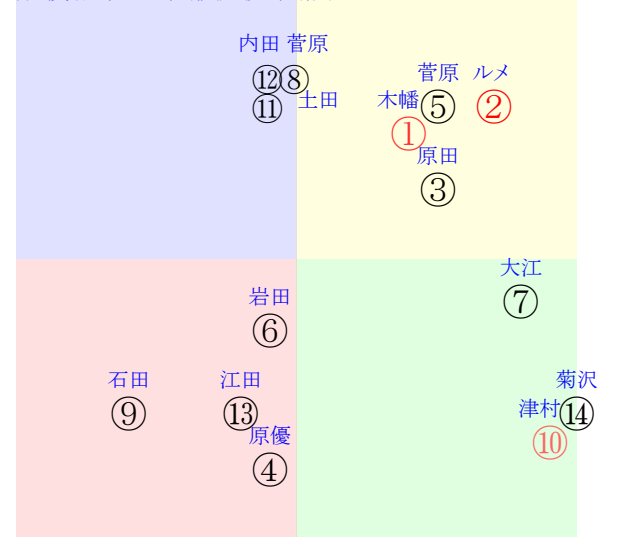 内田 菅原
菅原 ルメ
⑫⑧
土田 木幡 ⑤ ②
⑪
①
原田
③
大江
岩田
⑦
⑥
石田 江田 菊沢
津村
⑨ ⑬ ⑭
原優
⑩
④